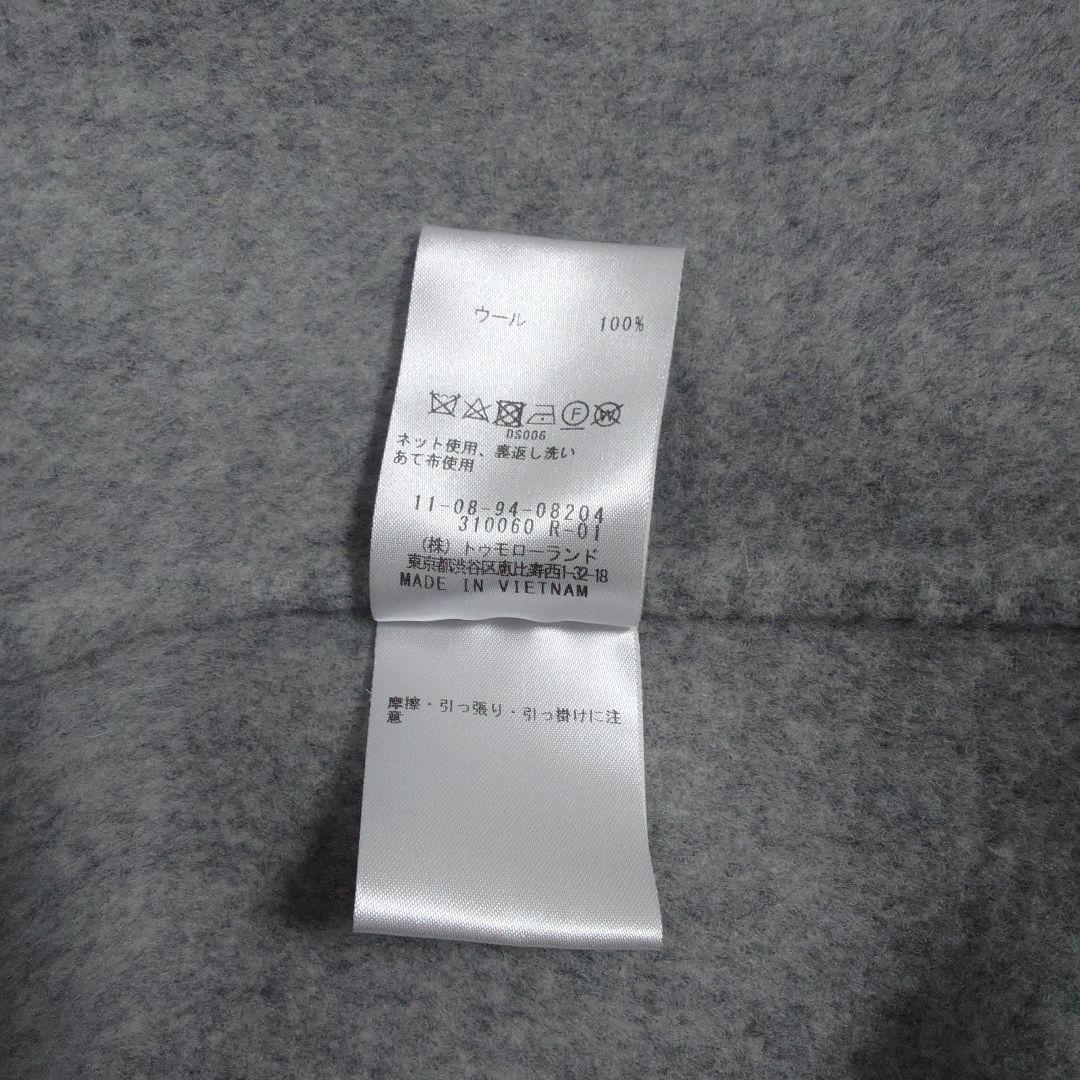 ウール 100%
F W
DS006
ネット使用、裏返し洗い
あて布使用
11-08-94-08204
310060 R-01
(株) トゥモローランド
東京都渋谷区恵比寿西1-32-18
MADE IN VIETNAM
摩擦・引っ張り・引っ掛けに注
意